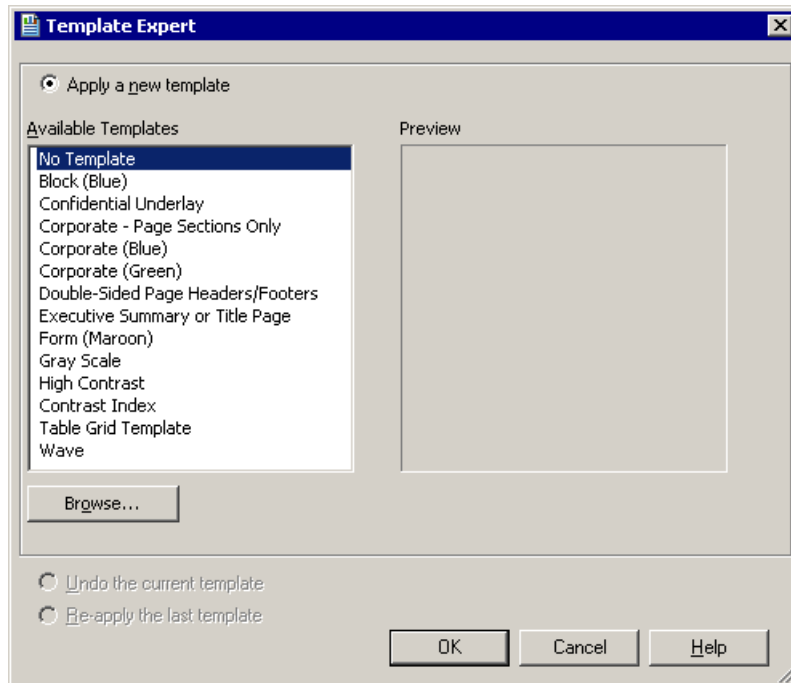 Template Expert
Apply a new template
Available Templates
Preview
No Template
Block (Blue)
Confidential Underlay
Corporate - Page Sections Only
Corporate (Blue)
Corporate (Green)
Double-Sided Page Headers/Footers
Executive Summary or Title Page
Form (Maroon)
Gray Scale
High Contrast
Contrast Index
Table Grid Template
Wave
Browse...
Undo the current template
Re-apply the last template
OK Cancel Help